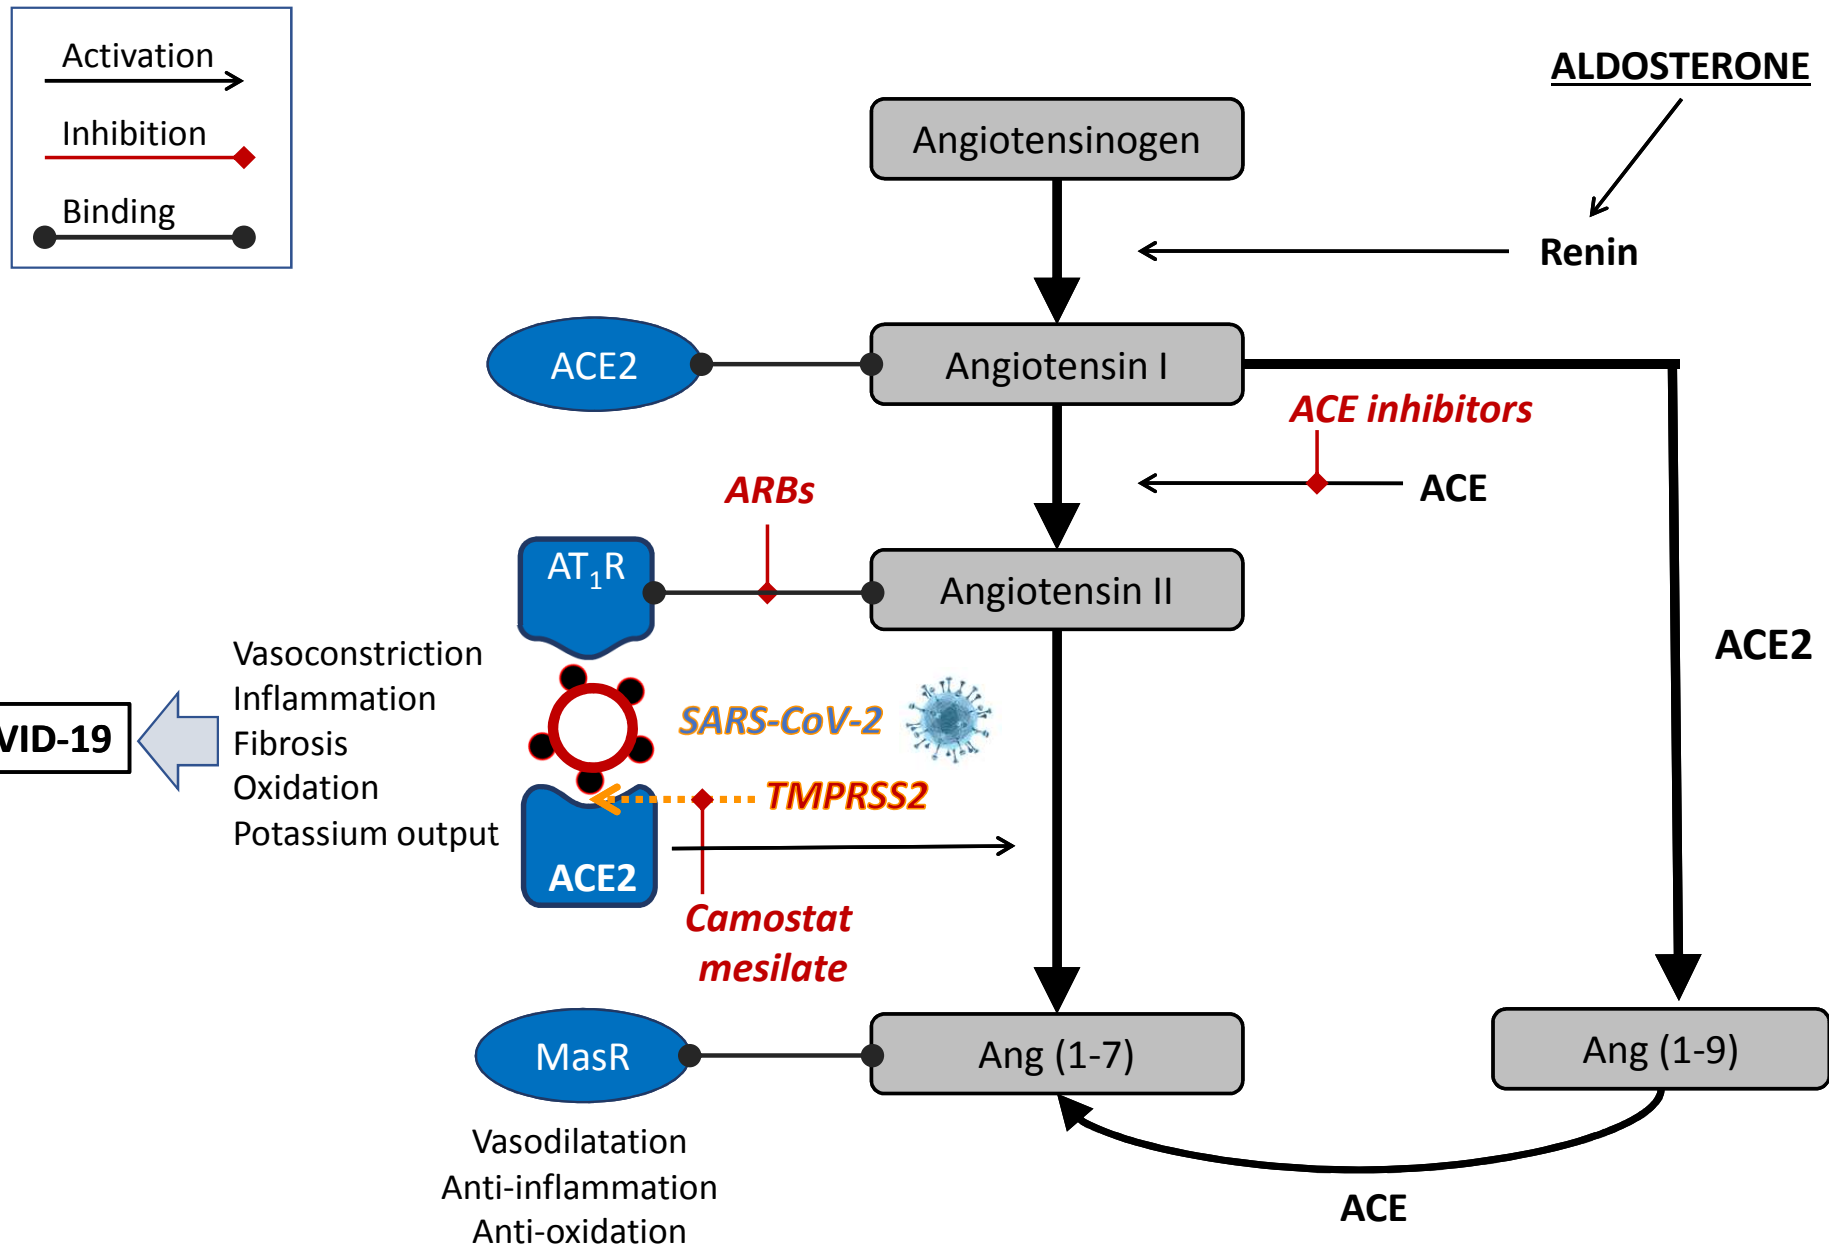 Activation
Inhibition
Binding
ALDOSTERONE
Angiotensinogen
Renin
ACE2
Angiotensin I
ACE inhibitors
ACE
ARBs
AT₁R
Angiotensin II
ACE2
Vasoconstriction
Inflammation
Fibrosis
Oxidation
Potassium output
VID-19
SARS-CoV-2
TMPRSS2
ACE2
Camostat
mesilate
MasR
Ang (1-7)
Ang (1-9)
Vasodilatation
Anti-inflammation
Anti-oxidation
ACE